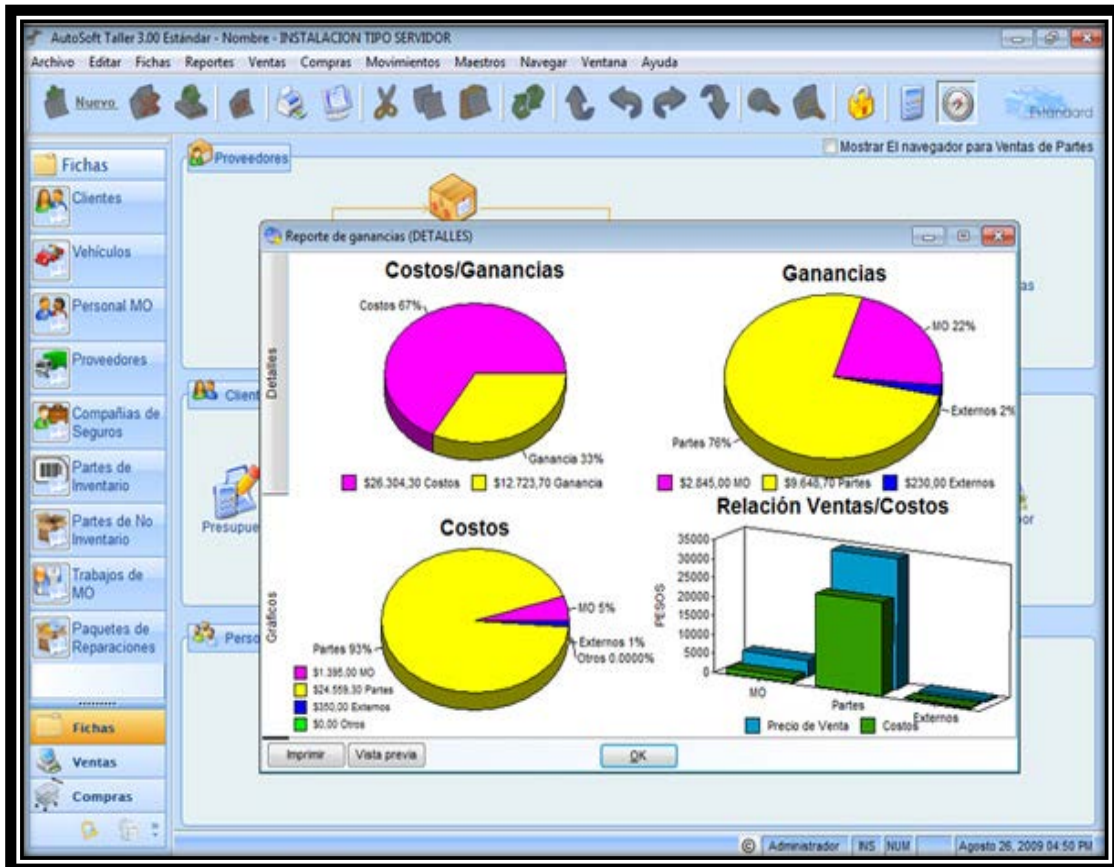 AutoSoft Taller 3.00 Estándar - Nombre - INSTALACION TIPO SERVIDOR
Archivo Editar Fichas Reportes Ventas Compras Movimientos Maestros Navegar Ventana Ayuda
Nuevo
Estándard
Fichas
Clientes
Vehículos
Personal MO
Proveedores
Compañias de
Seguros
Partes de
Inventario
Partes de No
Inventario
Trabajos de
MO
Paquetes de
Reparaciones
Fichas
Ventas
Compras
Proveedores
Mostrar El navegador para Ventas de Partes
Reporte de ganancias (DETALLES)
Detalles
Gráficos
Costos/Ganancias
Costos 67%
Ganancia 33%
$26.304,30 Costos $12.723,70 Ganancia
Ganancias
MO 22%
Externos 2%
Partes 76%
$2.845,00 MO $9.648,70 Partes $230,00 Externos
Costos
MO 5%
Externos 1%
Otros 0.0000%
Partes 93%
$1.395,00 MO
$24.559,30 Partes
$350,00 Externos
$0,00 Otros
Relación Ventas/Costos
PESOS
35000
30000
25000
20000
15000
10000
5000
0
MO
Partes
Externos
Precio de Venta Costos
Imprimir Vista previa OK
Administrador INS NUM Agosto 26, 2009 04:50 PM